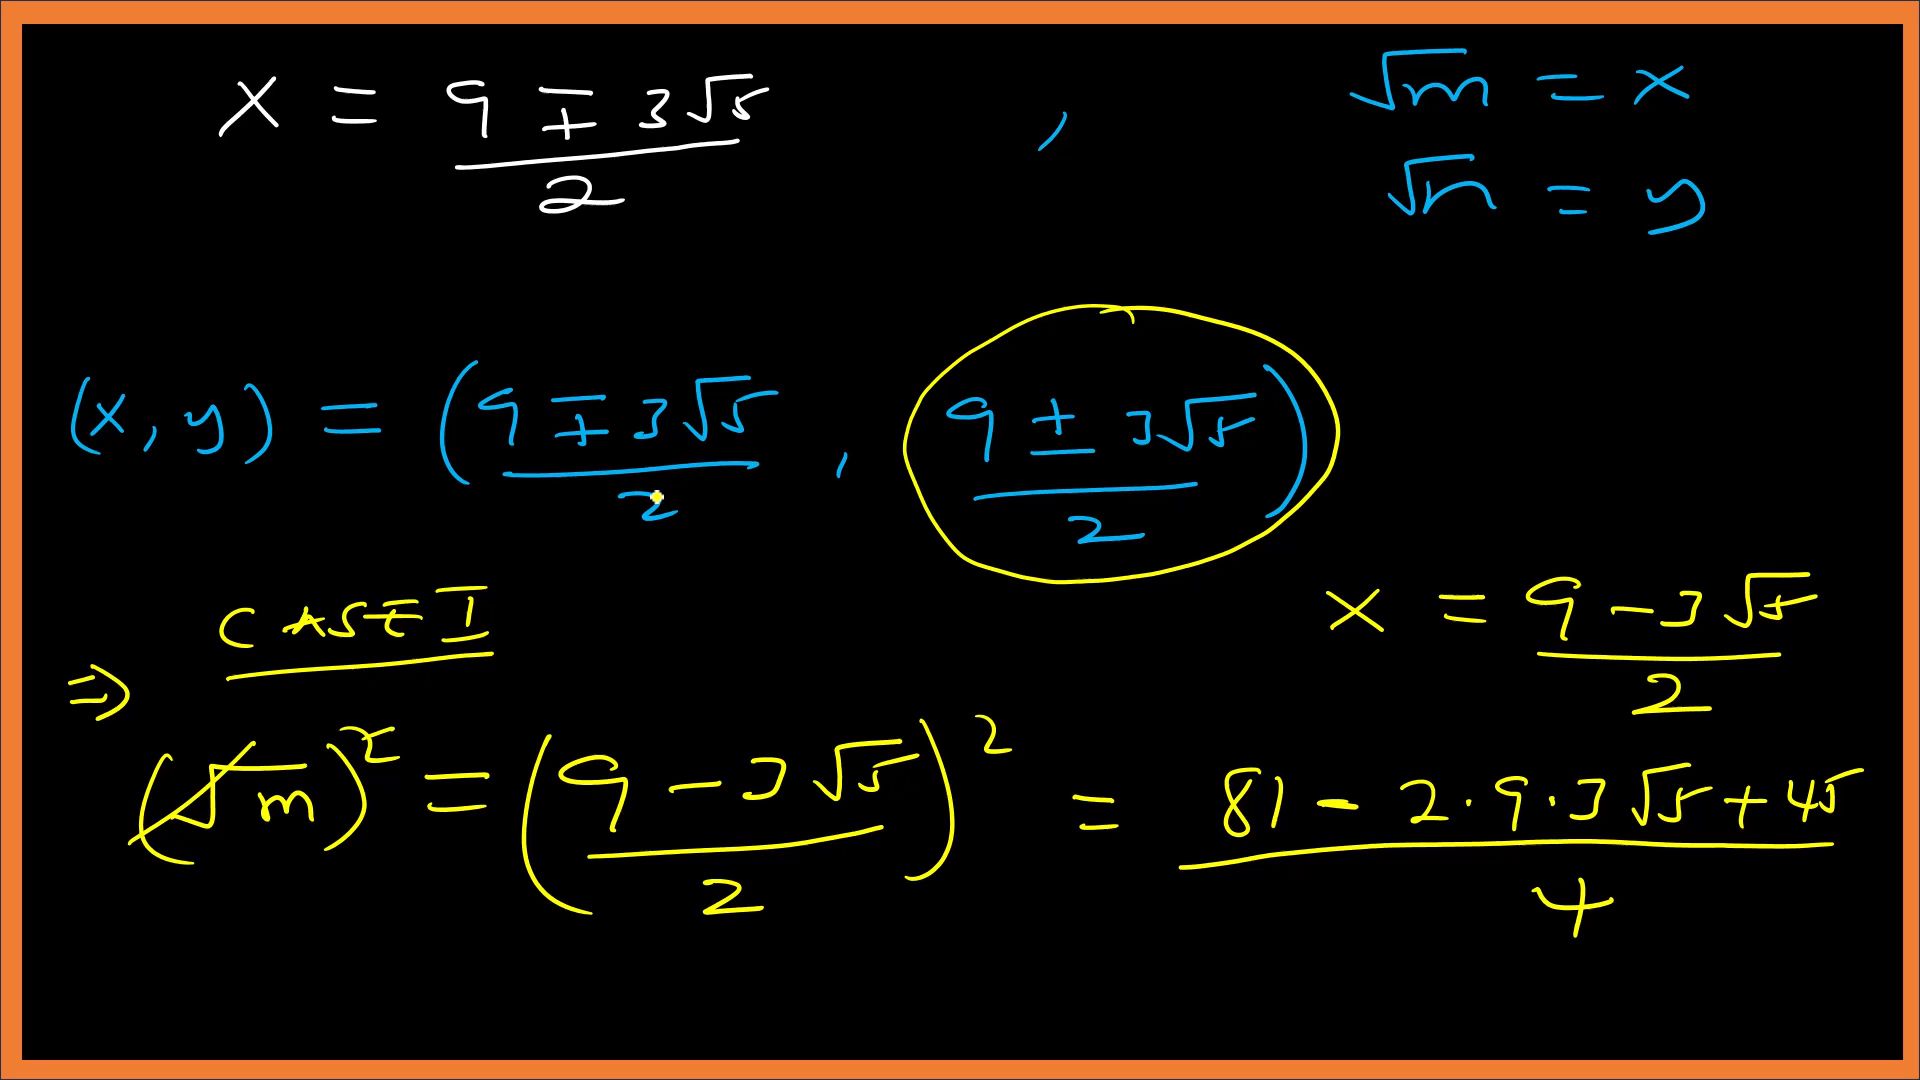 x = (9 ∓ 3√5)/2 , √m = x
√n = y
(x, y) = ((9 ∓ 3√5)/2 , (9 ± 3√5)/2)
CASE I
x = (9 - 3√5)/2
⇒ (√m)² = ((9 - 3√5)/2)² = (81 - 2·9·3√5 + 45)/4